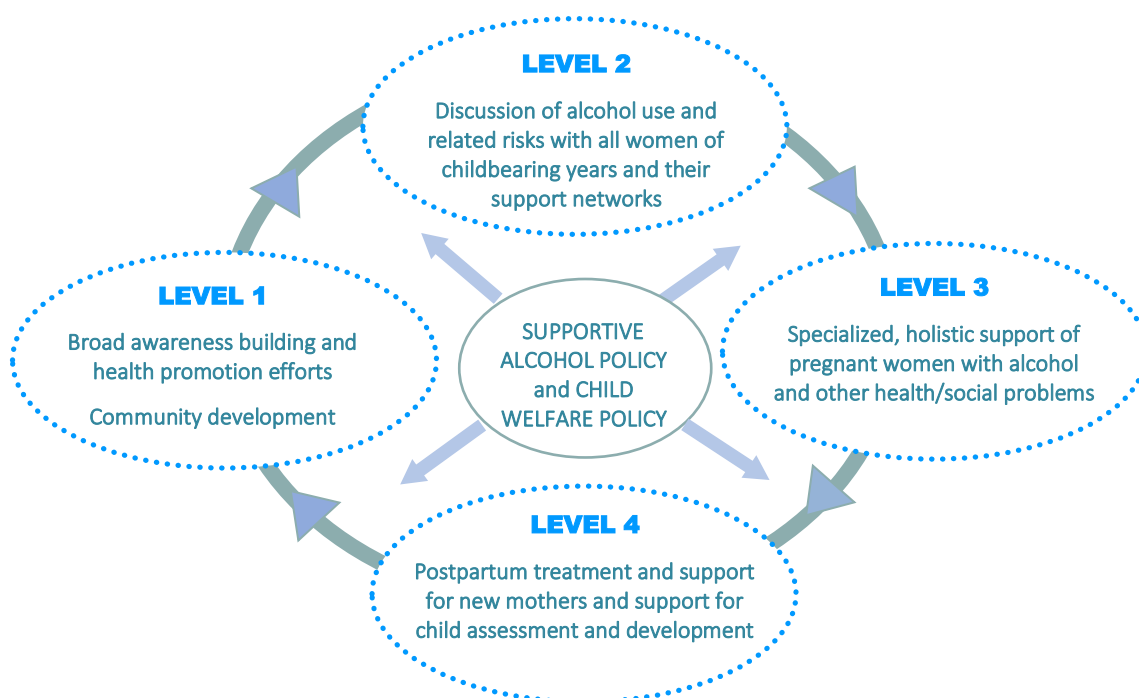 LEVEL 2
Discussion of alcohol use and
related risks with all women of
childbearing years and their
support networks
LEVEL 1
Broad awareness building and
health promotion efforts
Community development
SUPPORTIVE
ALCOHOL POLICY
and CHILD
WELFARE POLICY
LEVEL 3
Specialized, holistic support of
pregnant women with alcohol
and other health/social problems
LEVEL 4
Postpartum treatment and support
for new mothers and support for
child assessment and development